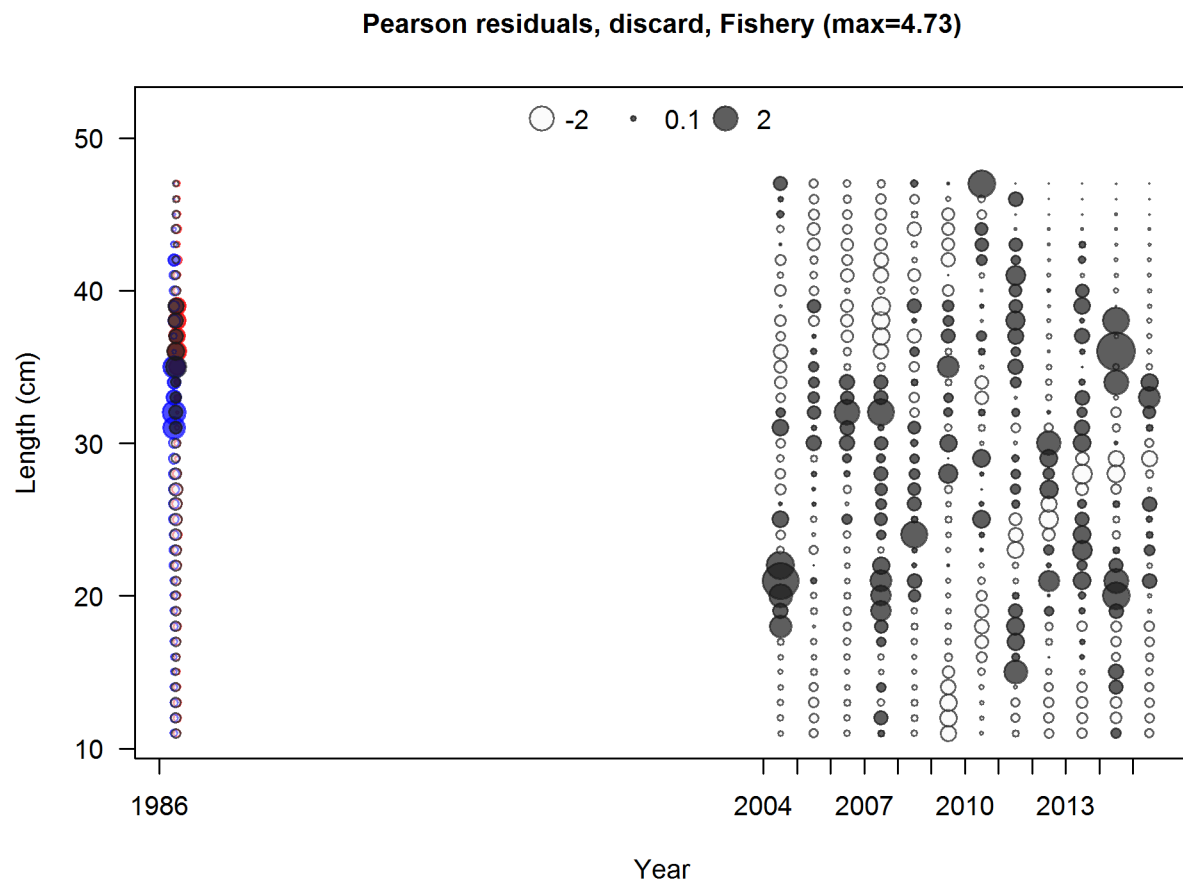 Pearson residuals, discard, Fishery (max=4.73)
-2 0.1 2
50
40
30
20
10
Length (cm)
1986 2004 2007 2010 2013
Year